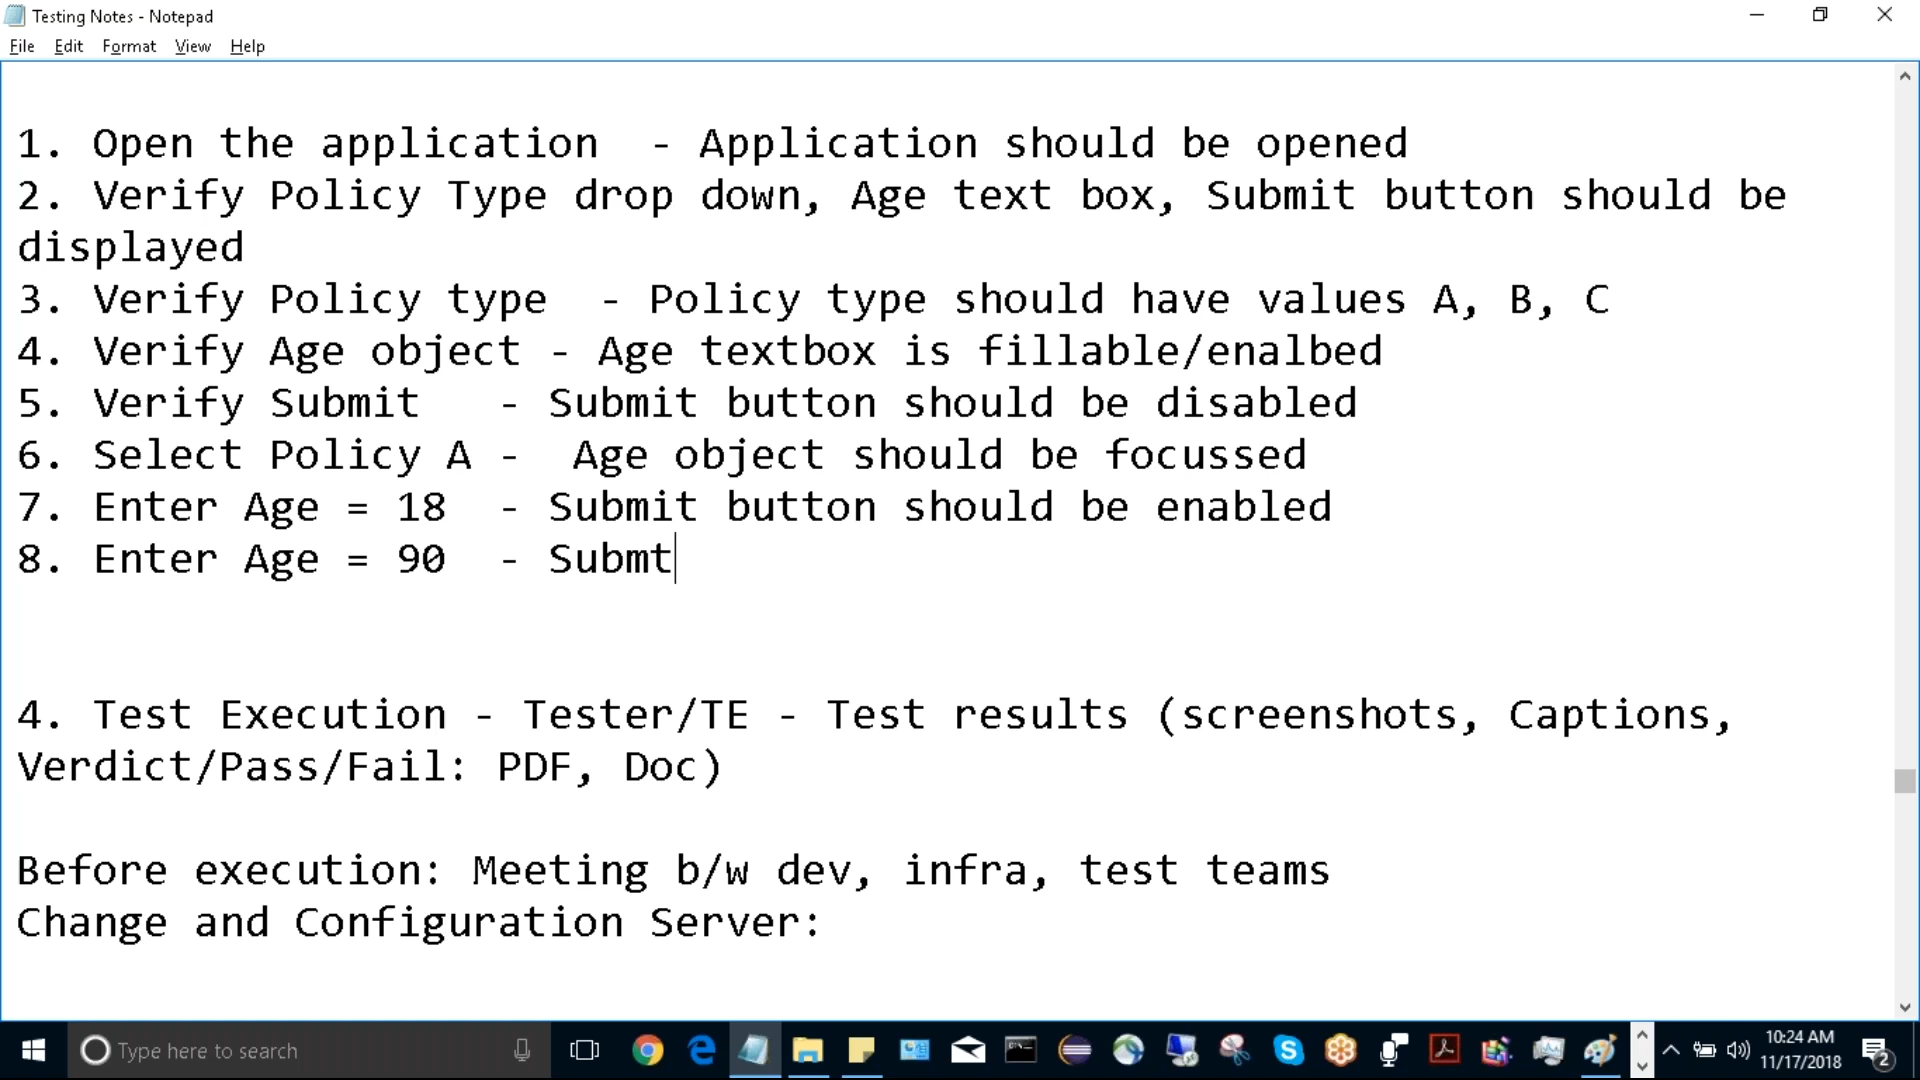 Testing Notes - Notepad
File Edit Format View Help
1. Open the application  - Application should be opened
2. Verify Policy Type drop down, Age text box, Submit button should be
displayed
3. Verify Policy type  - Policy type should have values A, B, C
4. Verify Age object - Age textbox is fillable/enalbed
5. Verify Submit   - Submit button should be disabled
6. Select Policy A -  Age object should be focussed
7. Enter Age = 18  - Submit button should be enabled
8. Enter Age = 90  - Submt
4. Test Execution - Tester/TE - Test results (screenshots, Captions,
Verdict/Pass/Fail: PDF, Doc)
Before execution: Meeting b/w dev, infra, test teams
Change and Configuration Server:
Type here to search
10:24 AM
11/17/2018
2